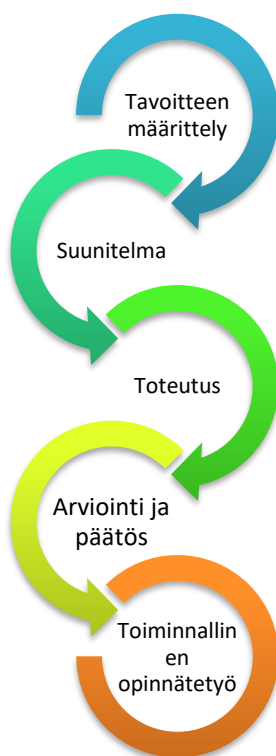 Tavoitteen
määrittely
Suunitelma
Toteutus
Arviointi ja
päätös
Toiminnallin
en
opinnätetyö